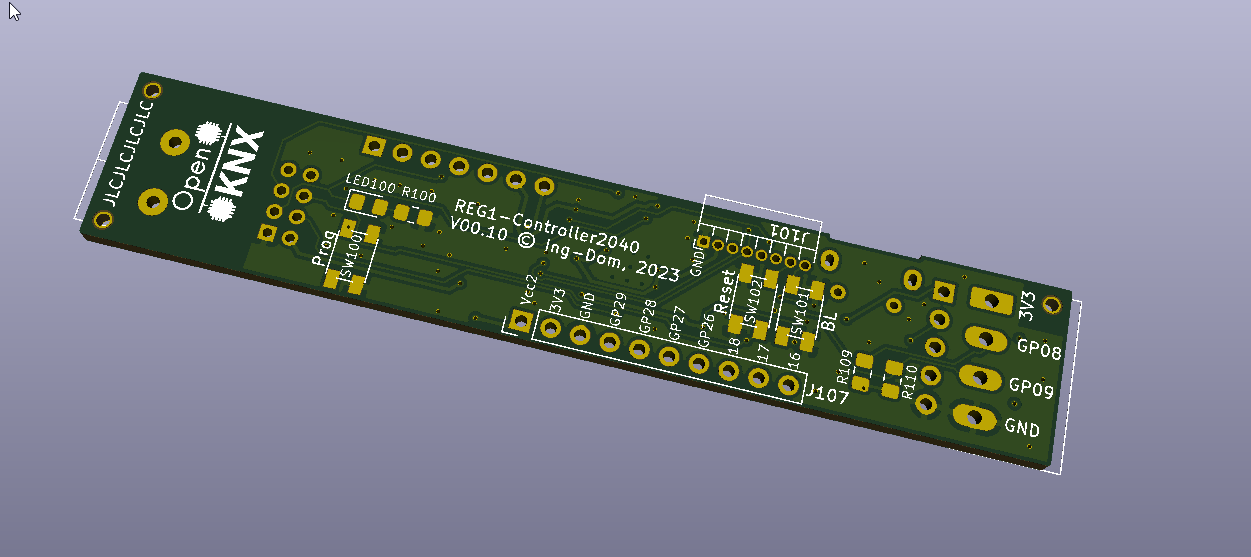 JLCJLCJLCJLC
Open
KNX
LED100 R100
Prog
SW100
REG1-Controller2040
V00.10 © Ing-Dom, 2023
J101
GND
Reset
SW102
SW101
BL
Vcc2
3V3
GND
GP29
GP28
GP27
GP26
18
17
16
J107
R109
R110
3V3
GP08
GP09
GND